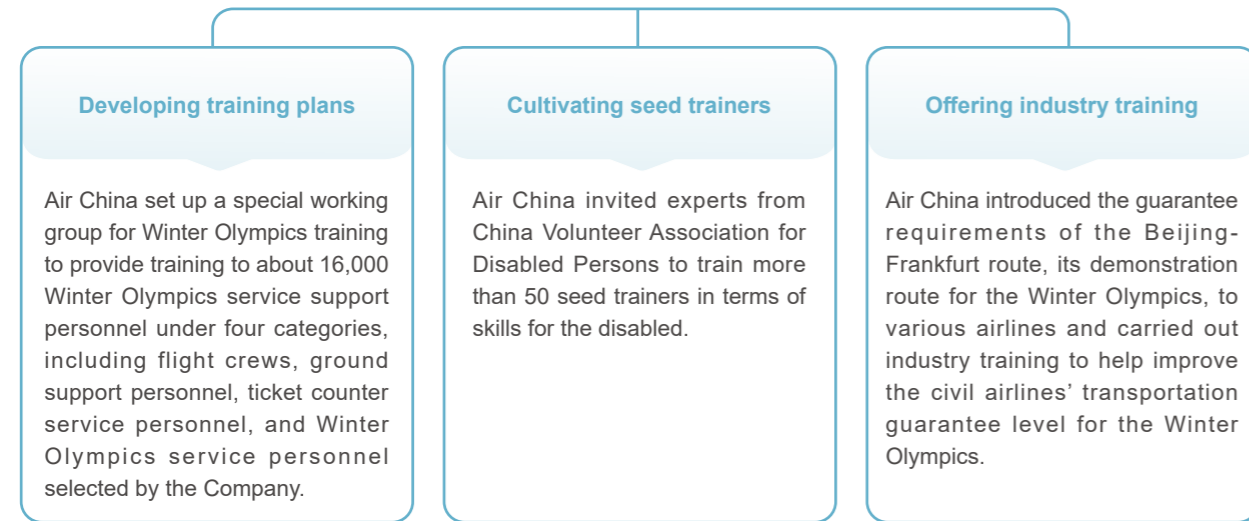 Developing training plans
Air China set up a special working
group for Winter Olympics training
to provide training to about 16,000
Winter Olympics service support
personnel under four categories,
including flight crews, ground
support personnel, ticket counter
service personnel, and Winter
Olympics service personnel
selected by the Company.
Cultivating seed trainers
Air China invited experts from
China Volunteer Association for
Disabled Persons to train more
than 50 seed trainers in terms of
skills for the disabled.
Offering industry training
Air China introduced the guarantee
requirements of the Beijing-
Frankfurt route, its demonstration
route for the Winter Olympics, to
various airlines and carried out
industry training to help improve
the civil airlines’ transportation
guarantee level for the Winter
Olympics.